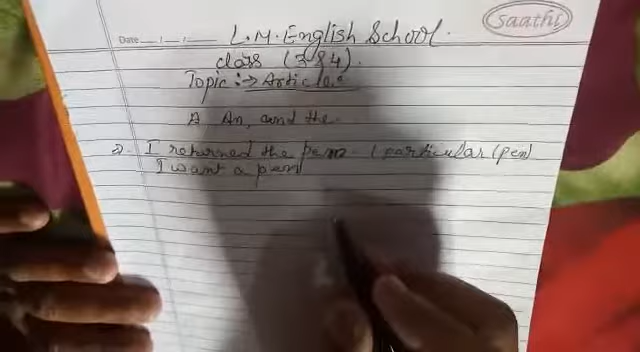 Saathi
Date / /
L.M. English School.
class (3 & 4).
Topic :→ Article.
A An, and the.
2. I returned the pen. (particular (pen)
I want a pen